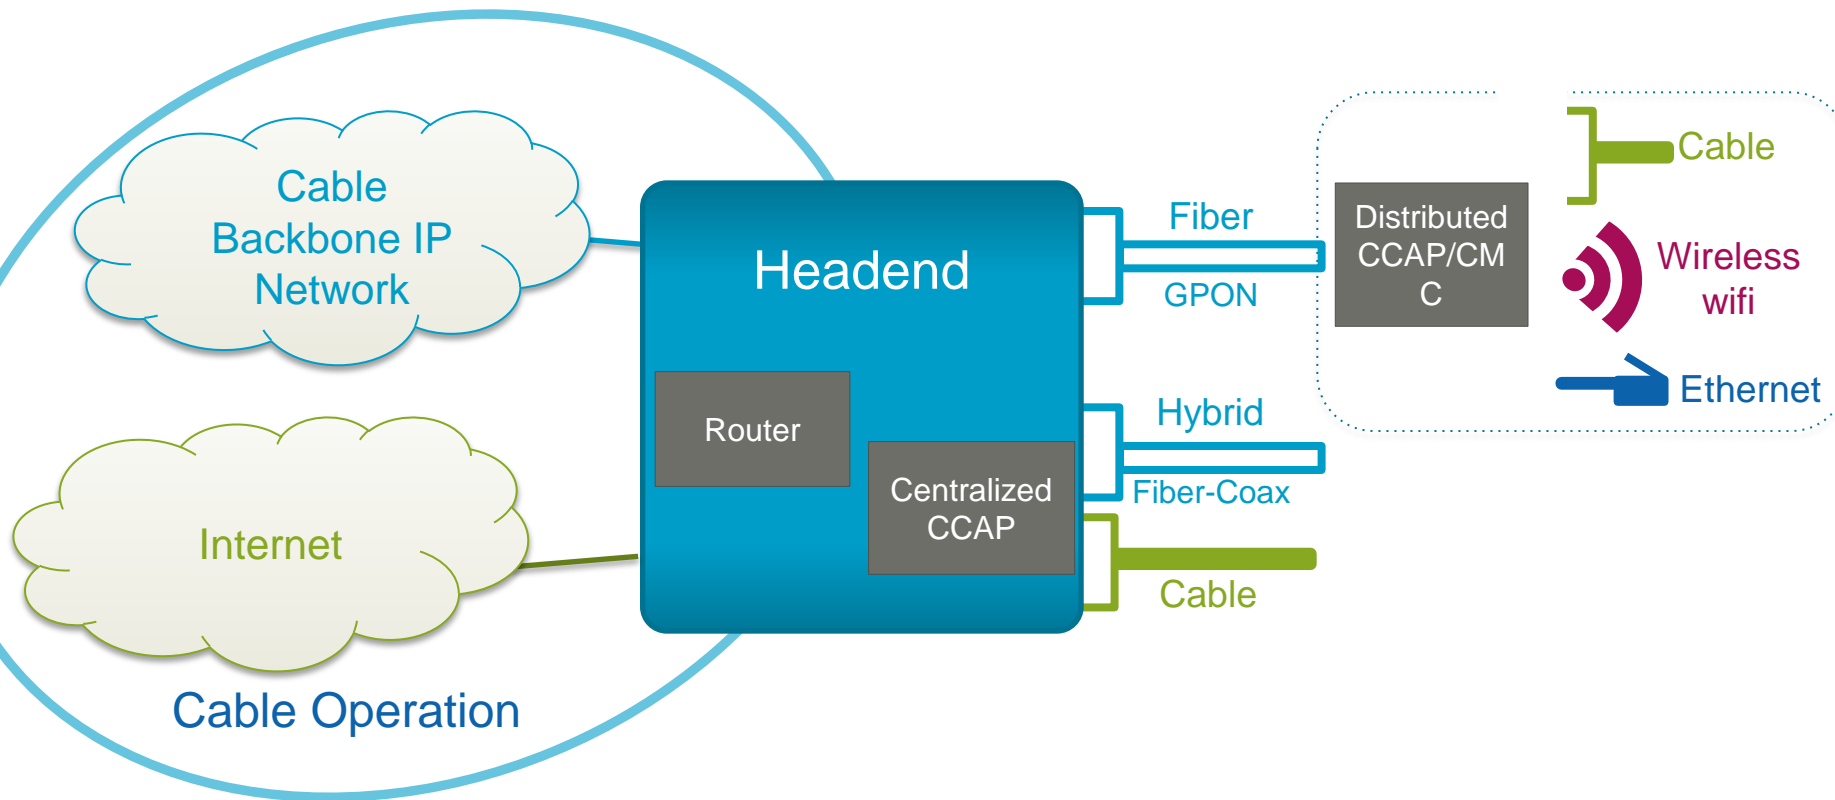 Cable
Backbone IP
Network
Internet
Cable Operation
Headend
Router
Centralized
CCAP
Fiber
GPON
Hybrid
Fiber-Coax
Cable
Distributed
CCAP/CM
C
Cable
Wireless
wifi
Ethernet